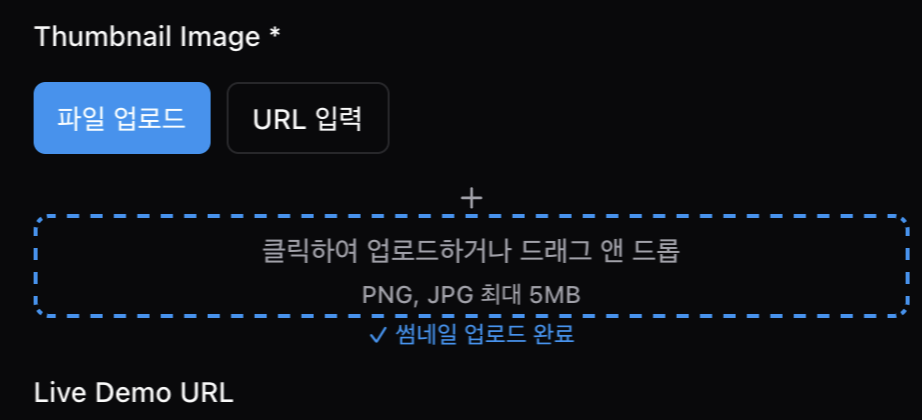 Thumbnail Image *
파일 업로드 URL 입력
+
클릭하여 업로드하거나 드래그 앤 드롭
PNG, JPG 최대 5MB
✓ 썸네일 업로드 완료
Live Demo URL